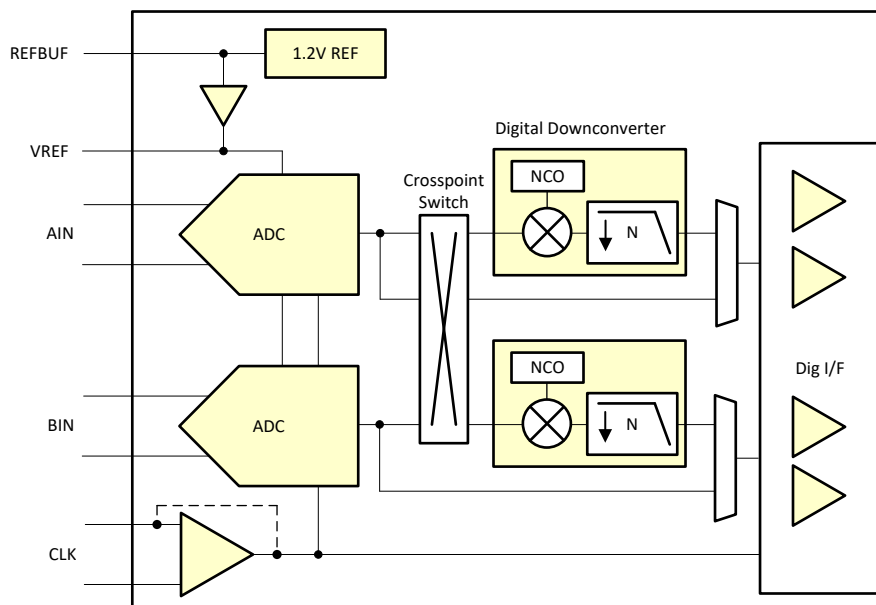 REFBUF
1.2V REF
VREF
Digital Downconverter
NCO
Crosspoint
Switch
AIN
ADC
N
NCO
Dig I/F
BIN
ADC
N
CLK